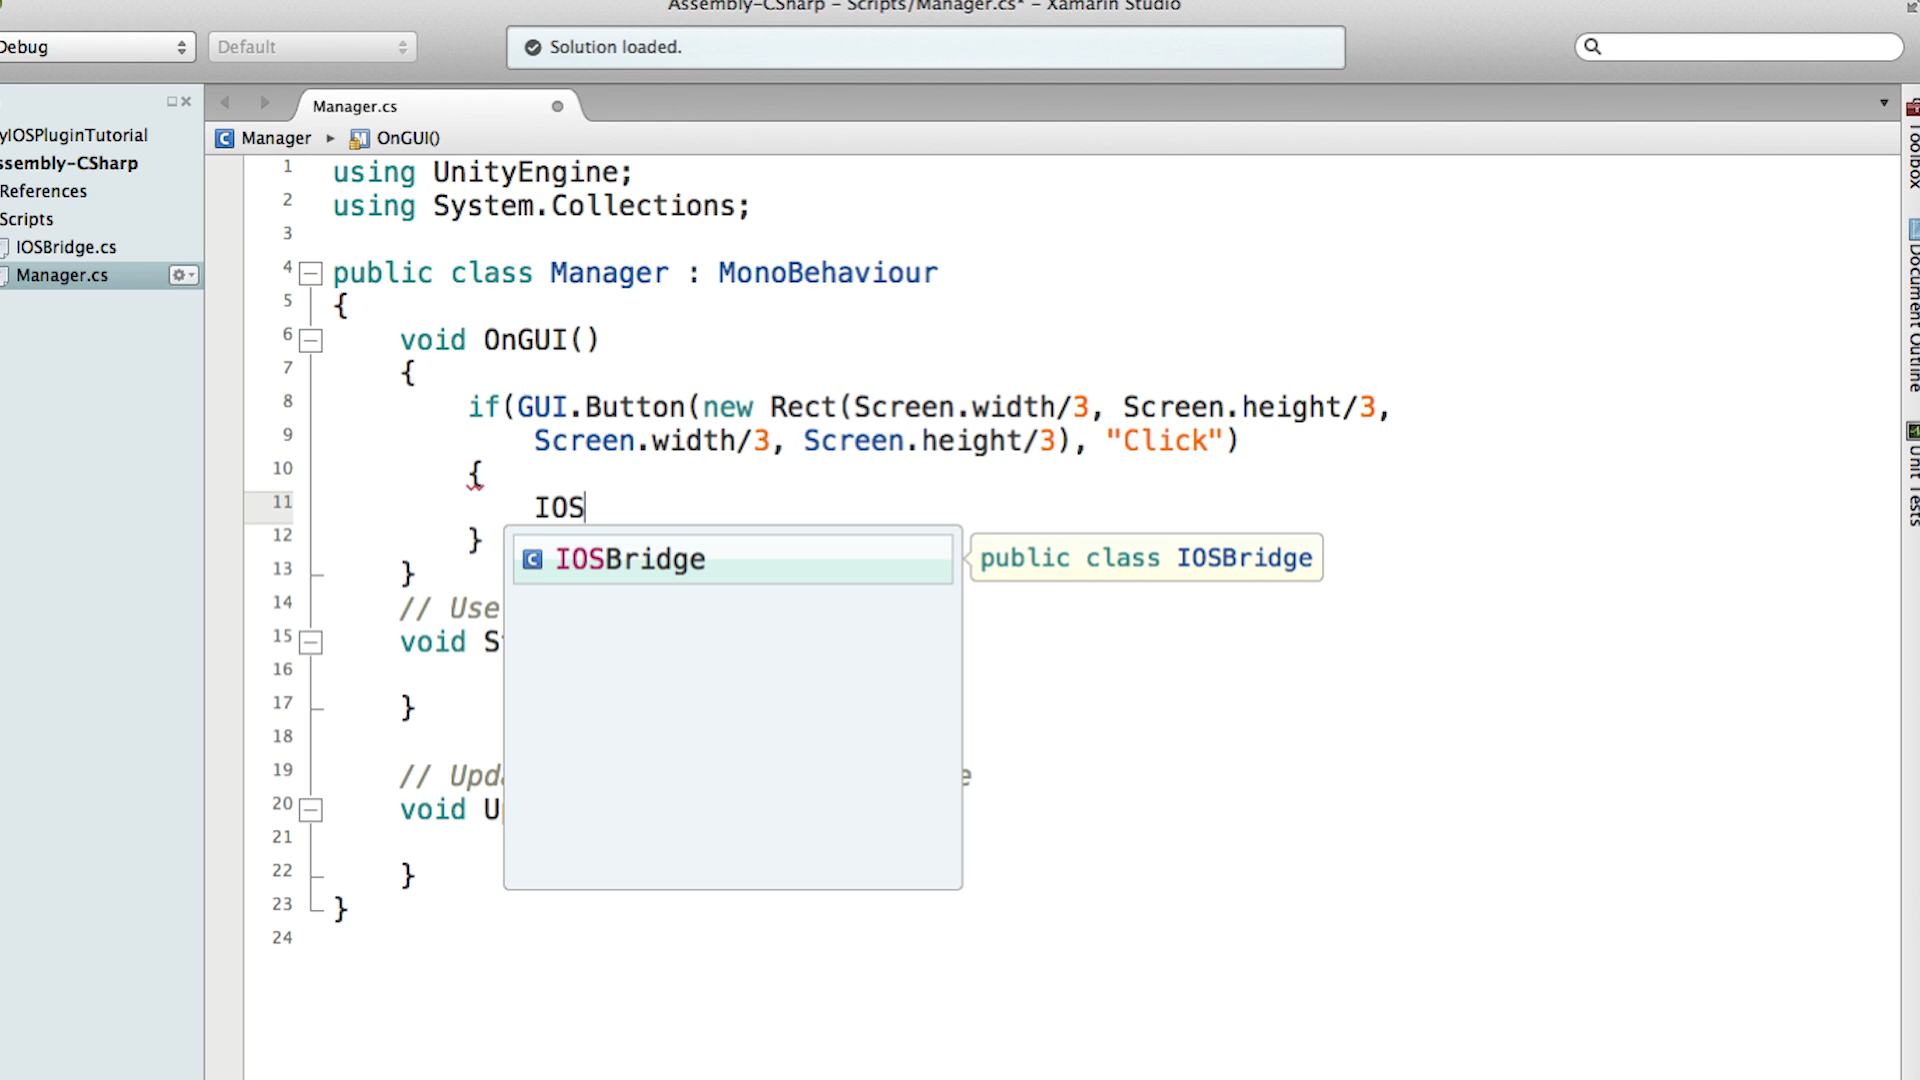 Assembly-CSharp – Scripts/Manager.cs* – Xamarin Studio
Debug
Default
Solution loaded.
Manager.cs
Manager ▸ OnGUI()
yIOSPluginTutorial
ssembly-CSharp
References
Scripts
IOSBridge.cs
Manager.cs
1 using UnityEngine;
2 using System.Collections;
3
4 public class Manager : MonoBehaviour
5 {
6 void OnGUI()
7 {
8 if(GUI.Button(new Rect(Screen.width/3, Screen.height/3,
9 Screen.width/3, Screen.height/3), "Click")
10 {
11 IOS
12 }
13 }
14 // Use
15 void S
16
17 }
18
19 // Upd e
20 void U
21
22 }
23 }
24
IOSBridge
public class IOSBridge
Toolbox
Document Outline
Unit Tests